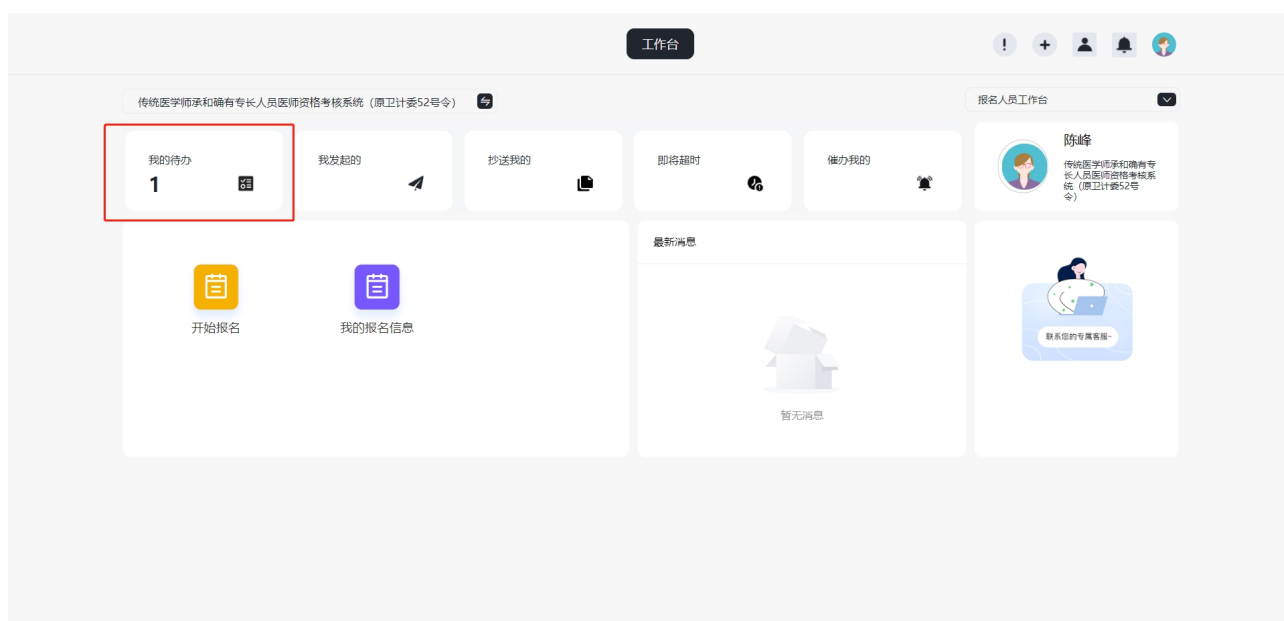 工作台
传统医学师承和确有专长人员医师资格考核系统（原卫计委52号令）
报名人员工作台
我的待办
1
我发起的
抄送我的
即将超时
催办我的
陈峰
传统医学师承和确有专
长人员医师资格考核系
统（原卫计委52号
令）
开始报名
我的报名信息
最新消息
暂无消息
联系您的专属客服~